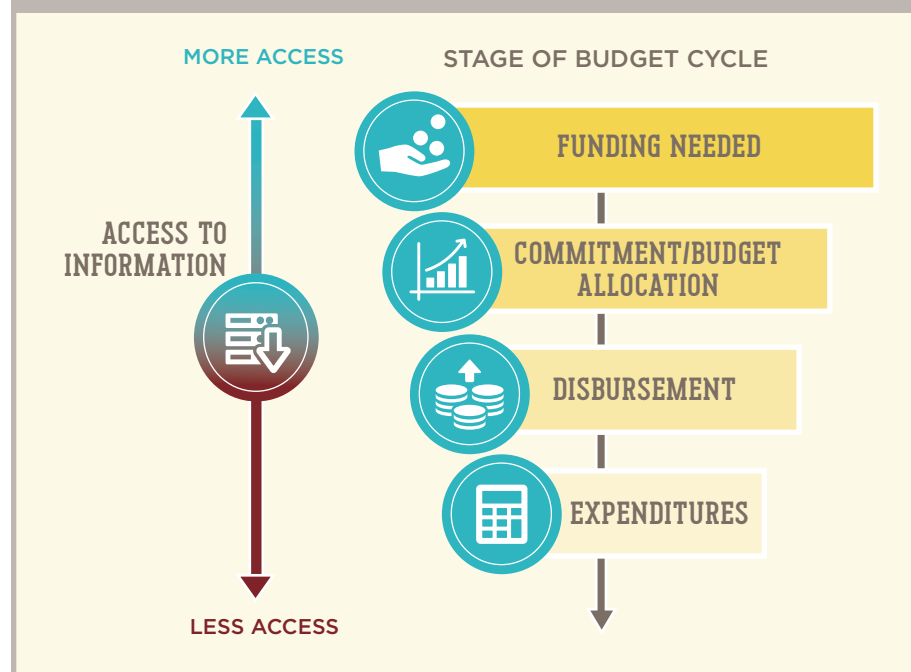 MORE ACCESS
STAGE OF BUDGET CYCLE
FUNDING NEEDED
ACCESS TO
INFORMATION
COMMITMENT/BUDGET
ALLOCATION
DISBURSEMENT
EXPENDITURES
LESS ACCESS